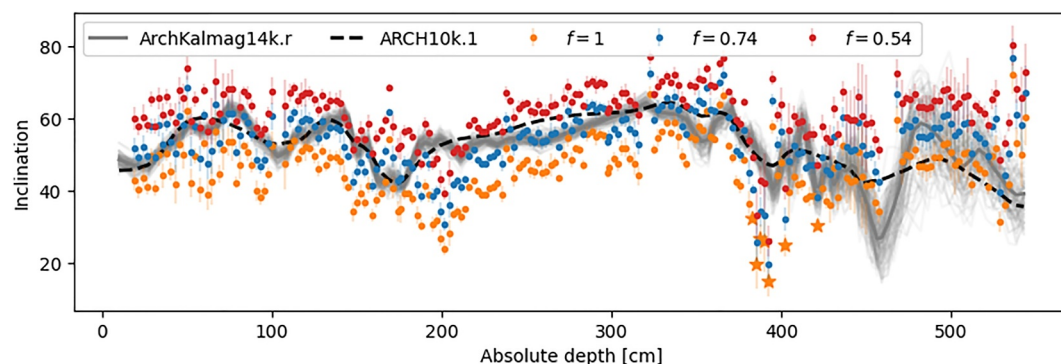 ArchKalmag14k.r ARCH10k.1 f = 1 f = 0.74 f = 0.54
80
60
40
20
Inclination
0 100 200 300 400 500
Absolute depth [cm]